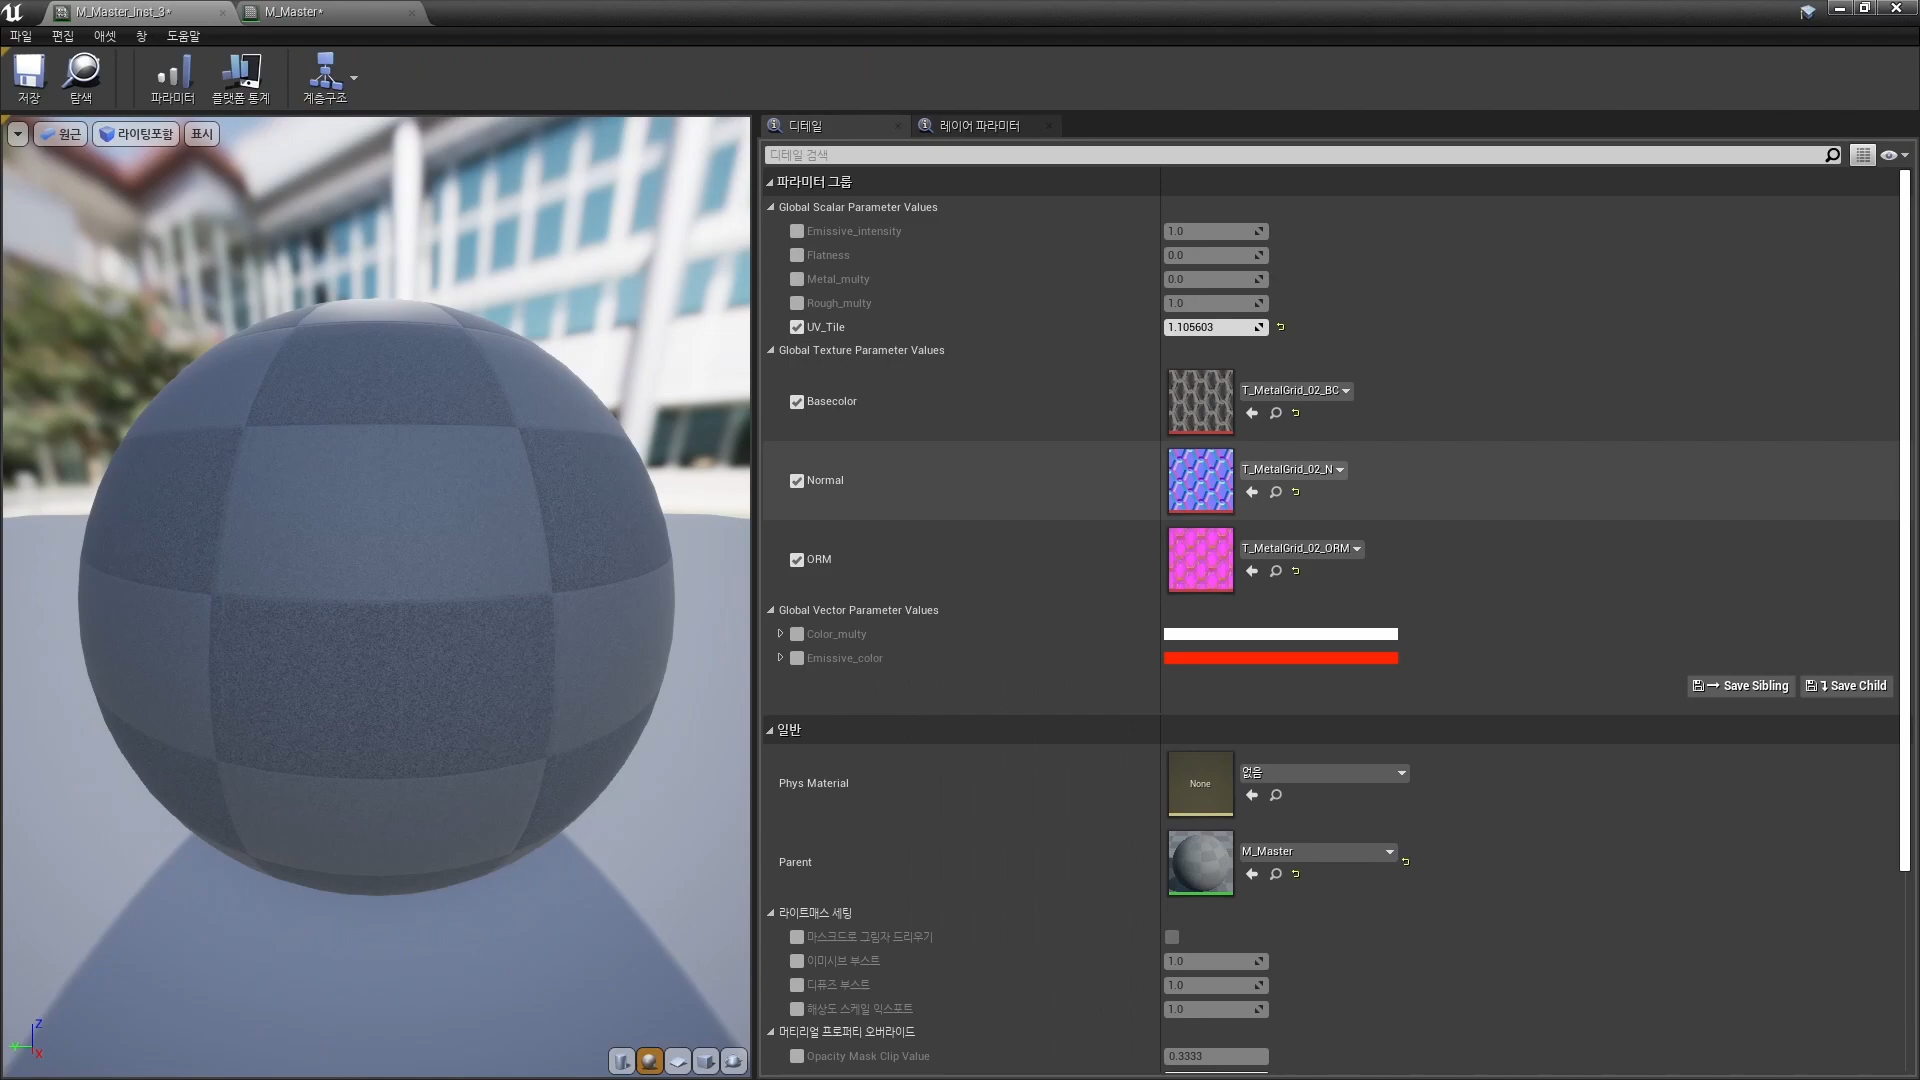 M_Master_Inst_3*
M_Master*
파일 편집 애셋 창 도움말
저장 탐색 파라미터 플랫폼 통계 계층구조
원근 라이팅포함 표시
디테일 레이어 파라미터
디테일 검색
파라미터 그룹
Global Scalar Parameter Values
Emissive_intensity 1.0
Flatness 0.0
Metal_multy 0.0
Rough_multy 1.0
UV_Tile 1.105603
Global Texture Parameter Values
Basecolor T_MetalGrid_02_BC
Normal T_MetalGrid_02_N
ORM T_MetalGrid_02_ORM
Global Vector Parameter Values
Color_multy
Emissive_color
Save Sibling Save Child
일반
Phys Material None 없음
Parent M_Master
라이트매스 세팅
마스크드로 그림자 드리우기
이미시브 부스트 1.0
디퓨즈 부스트 1.0
해상도 스케일 익스포트 1.0
머티리얼 프로퍼티 오버라이드
Opacity Mask Clip Value 0.3333
Z
Y
X